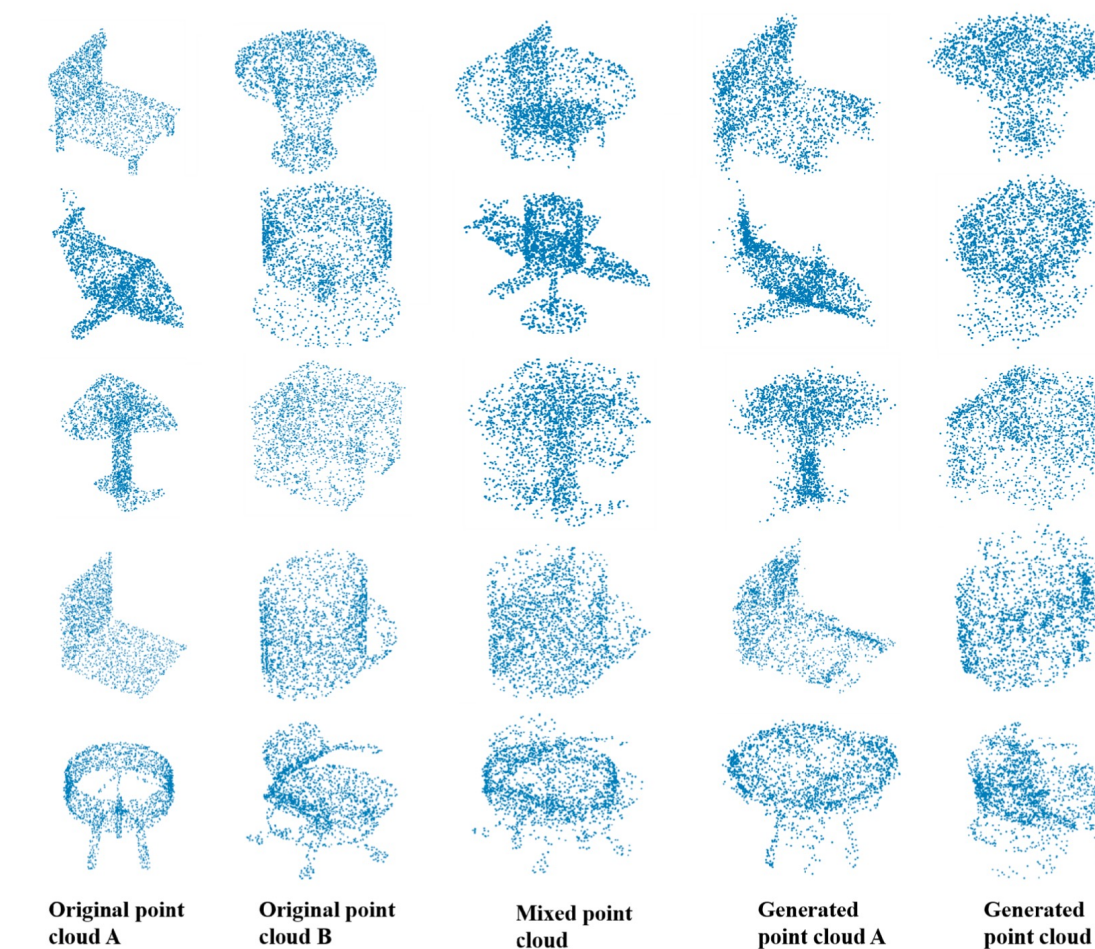 Original point
cloud A
Original point
cloud B
Mixed point
cloud
Generated
point cloud A
Generated
point cloud